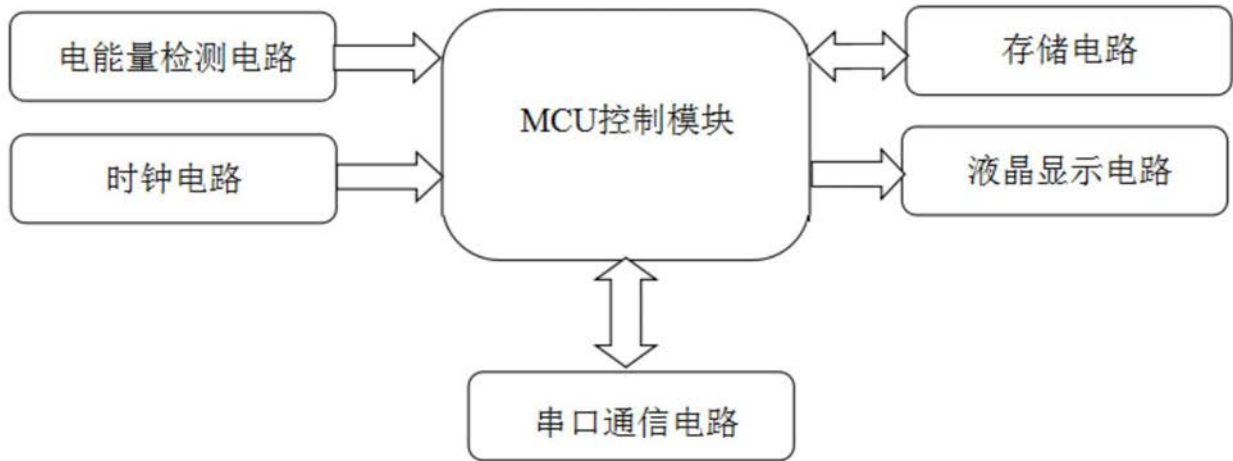 电能量检测电路
存储电路
MCU控制模块
时钟电路
液晶显示电路
串口通信电路